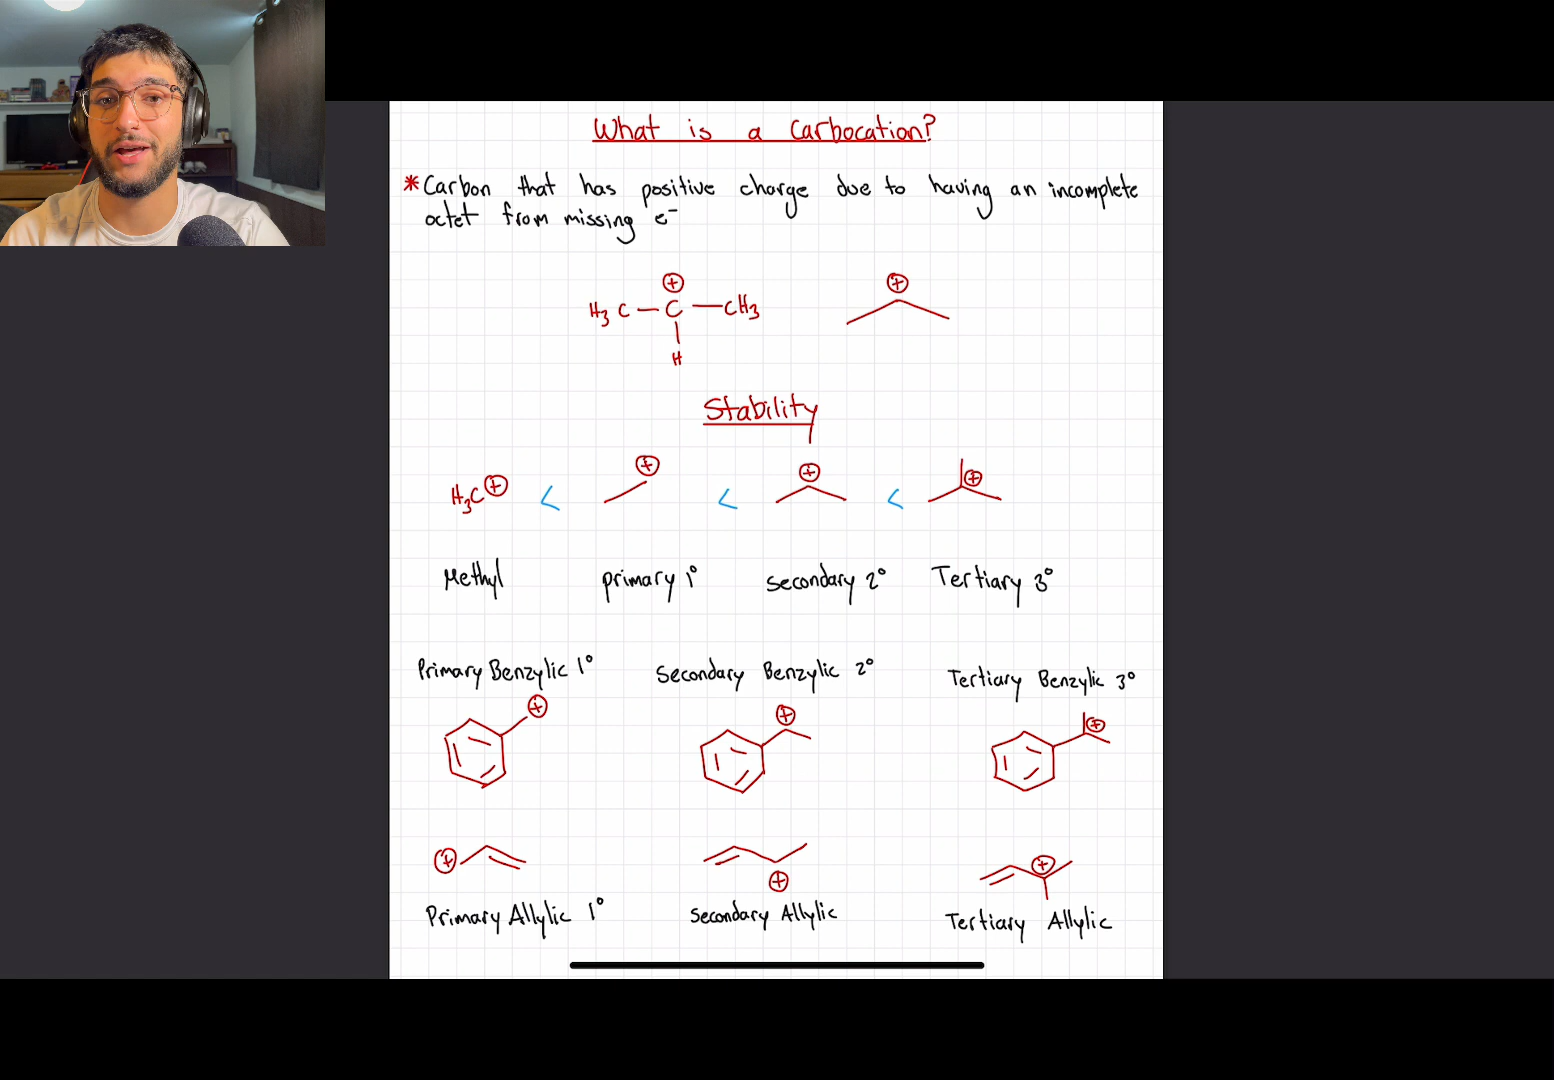 What is a Carbocation?
*Carbon that has positive charge due to having an incomplete
octet from missing e⁻
⊕ ⊕
H₃C — C — CH₃
H
Stability
H₃C⊕ < ⊕ < ⊕ < ⊕
Methyl primary 1° secondary 2° Tertiary 3°
Primary Benzylic 1° Secondary Benzylic 2° Tertiary Benzylic 3°
⊕ ⊕ ⊕
⊕ ⊕ ⊕
Primary Allylic 1° Secondary Allylic Tertiary Allylic